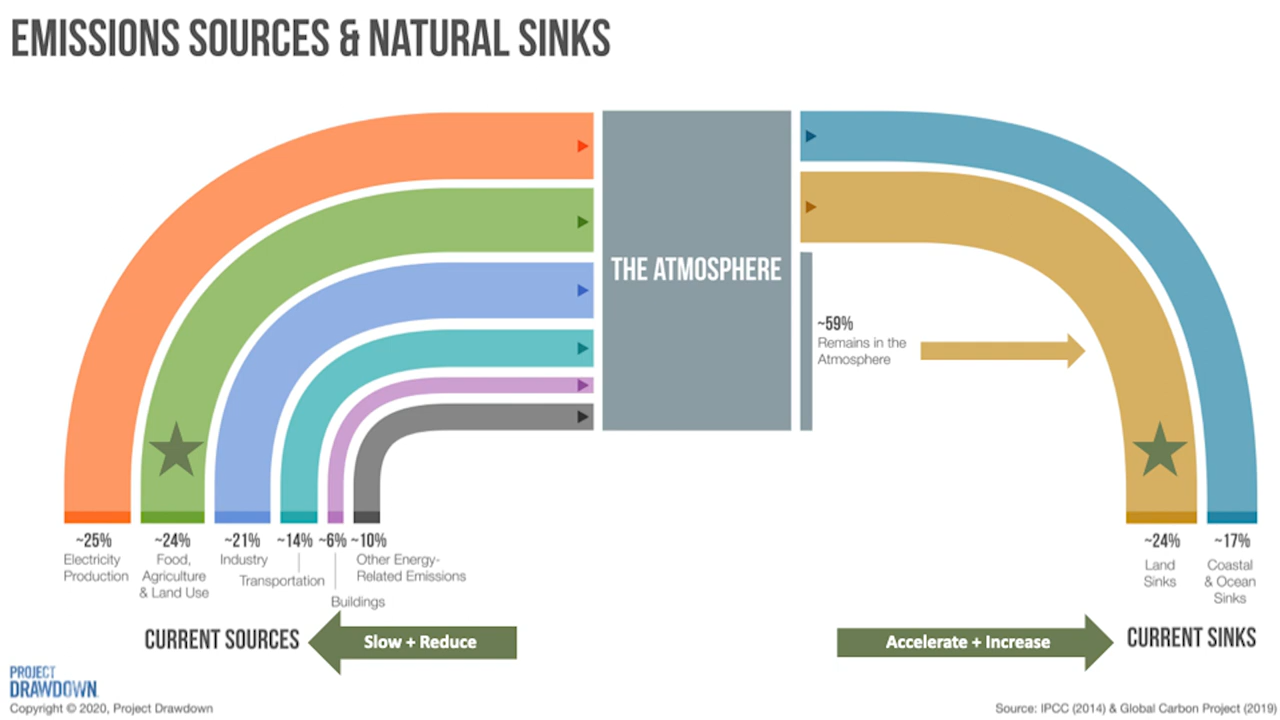 EMISSIONS SOURCES & NATURAL SINKS
THE ATMOSPHERE
~59%
Remains in the
Atmosphere
~25%
Electricity
Production
~24%
Food,
Agriculture
& Land Use
~21%
Industry
~14%
Transportation
~6%
Buildings
~10%
Other Energy-
Related Emissions
~24%
Land
Sinks
~17%
Coastal
& Ocean
Sinks
CURRENT SOURCES
Slow + Reduce
Accelerate + Increase
CURRENT SINKS
PROJECT
DRAWDOWN.
Copyright © 2020, Project Drawdown
Source: IPCC (2014) & Global Carbon Project (2019)